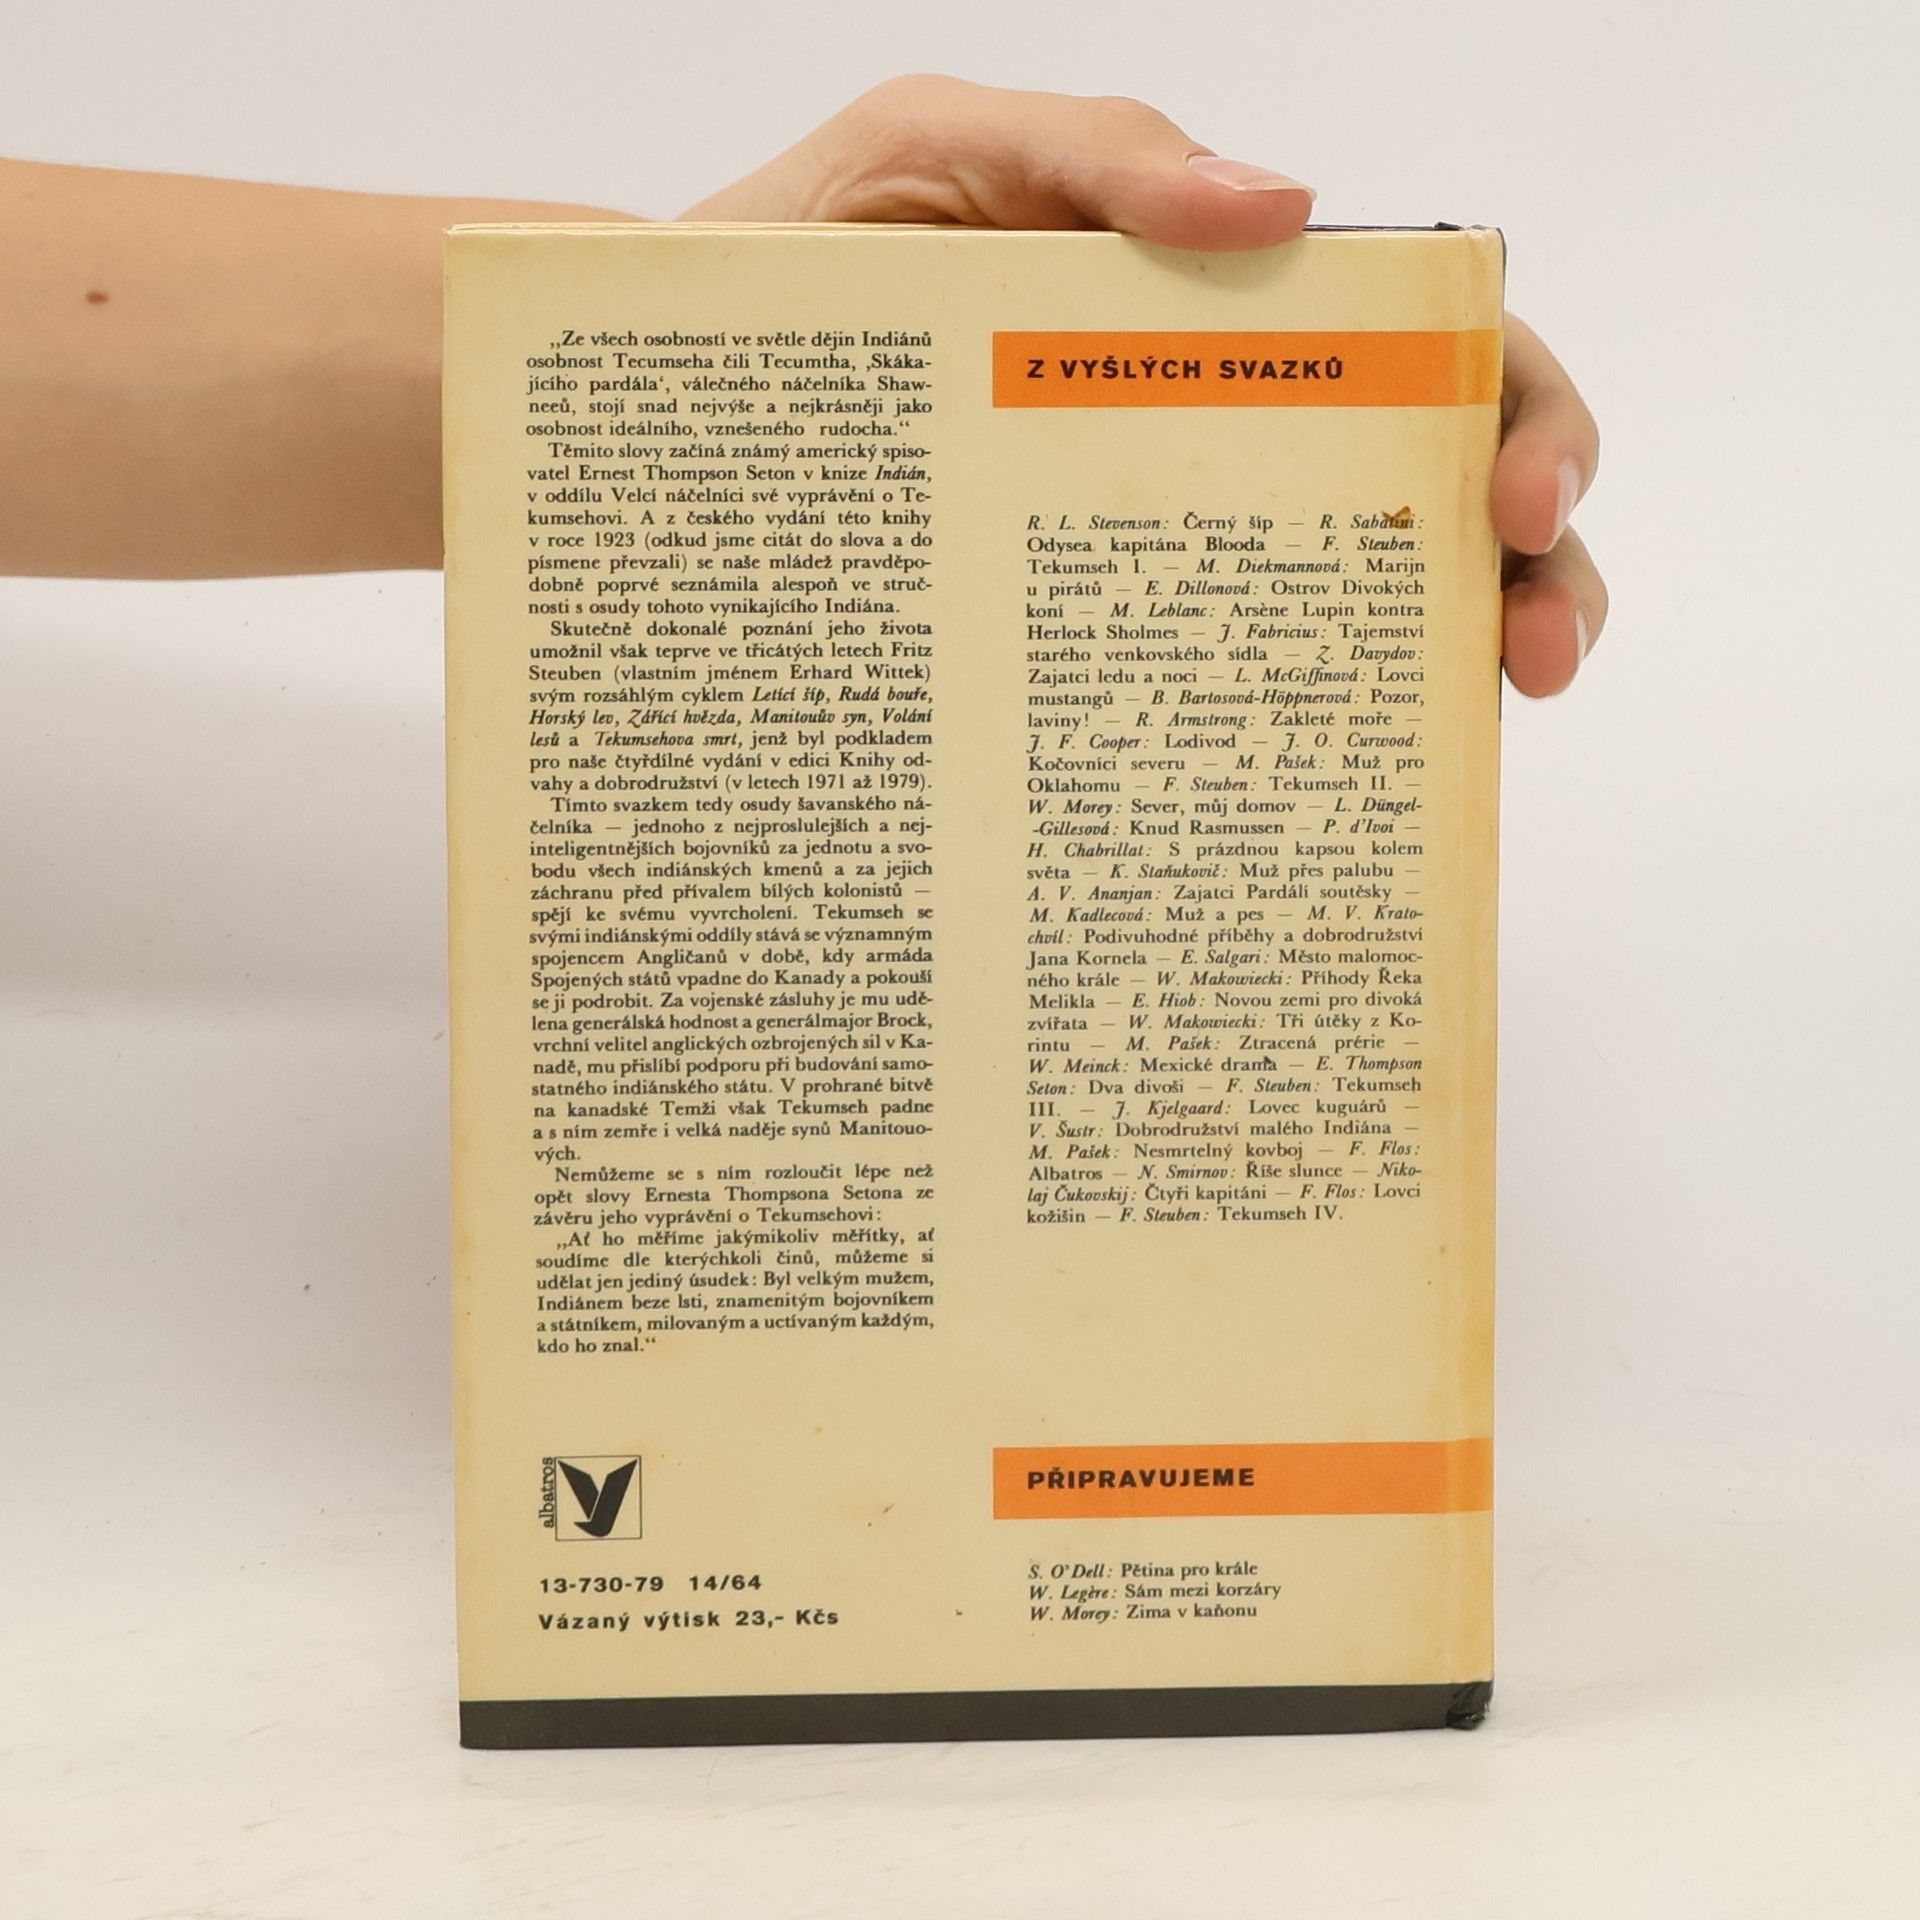 „Ze všech osobností ve světle dějin Indiánů
osobnost Tecumseha čili Tecumtha, ‚Skáka-
jícího pardála‘, válečného náčelníka Shaw-
neeů, stojí snad nejvýše a nejkrásněji jako
osobnost ideálního, vznešeného rudocha.“
Těmito slovy začíná známý americký spiso-
vatel Ernest Thompson Seton v knize Indián,
v oddílu Velcí náčelníci své vyprávění o Te-
kumsehovi. A z českého vydání této knihy
v roce 1923 (odkud jsme citát do slova a do
písmene převzali) se naše mládež pravděpo-
dobně poprvé seznámila alespoň ve struč-
nosti s osudy tohoto vynikajícího Indiána.
Skutečně dokonalé poznání jeho života
umožnil však teprve ve třicátých letech Fritz
Steuben (vlastním jménem Erhard Wittek)
svým rozsáhlým cyklem Letící šíp, Rudá bouře,
Horský lev, Zářící hvězda, Manitouův syn, Volání
lesů a Tekumsehova smrt, jenž byl podkladem
pro naše čtyřdílné vydání v edici Knihy od-
vahy a dobrodružství (v letech 1971 až 1979).
Tímto svazkem tedy osudy šavanského ná-
čelníka — jednoho z nejproslulejších a nej-
inteligentnějších bojovníků za jednotu a svo-
bodu všech indiánských kmenů a za jejich
záchranu před přívalem bílých kolonistů —
spějí ke svému vyvrcholení. Tekumseh se
svými indiánskými oddíly stává se významným
spojencem Angličanů v době, kdy armáda
Spojených států vpadne do Kanady a pokouší
se ji podrobit. Za vojenské zásluhy je mu udě-
lena generálská hodnost a generálmajor Brock,
vrchní velitel anglických ozbrojených sil v Ka-
nadě, mu přislíbí podporu při budování samo-
statného indiánského státu. V prohrané bitvě
na kanadské Temži však Tekumseh padne
a s ním zemře i velká naděje synů Manitouo-
vých.
Nemůžeme se s ním rozloučit lépe než
opět slovy Ernesta Thompsona Setona ze
závěru jeho vyprávění o Tekumsehovi:
„Ať ho měříme jakýmikoliv měřítky, ať
soudíme dle kterýchkoli činů, můžeme si
udělat jen jediný úsudek: Byl velkým mužem,
Indiánem beze lsti, znamenitým bojovníkem
a státníkem, milovaným a uctívaným každým,
kdo ho znal.“
albatros
13-730-79 14/64
Vázaný výtisk 23,- Kčs
Z VYŠLÝCH SVAZKŮ
R. L. Stevenson: Černý šíp — R. Sabatini:
Odysea kapitána Blooda — F. Steuben:
Tekumseh I. — M. Diekmannová: Marijn
u pirátů — E. Dillonová: Ostrov Divokých
koní — M. Leblanc: Arsène Lupin kontra
Herlock Sholmes — J. Fabricius: Tajemství
starého venkovského sídla — Z. Davydov:
Zajatci ledu a noci — L. McGiffinová: Lovci
mustangů — B. Bartosová-Höppnerová: Pozor,
laviny! — R. Armstrong: Zakleté moře —
J. F. Cooper: Lodivod — J. O. Curwood:
Kočovníci severu — M. Pašek: Muž pro
Oklahomu — F. Steuben: Tekumseh II. —
W. Morey: Sever, můj domov — L. Düngel-
-Gillesová: Knud Rasmussen — P. d'Ivoi —
H. Chabrillat: S prázdnou kapsou kolem
světa — K. Staňukovič: Muž přes palubu —
A. V. Ananjan: Zajatci Pardálí soutěsky —
M. Kadlecová: Muž a pes — M. V. Krato-
chvíl: Podivuhodné příběhy a dobrodružství
Jana Kornela — E. Salgari: Město malomoc-
ného krále — W. Makowiecki: Příhody Řeka
Melikla — E. Hiob: Novou zemi pro divoká
zvířata — W. Makowiecki: Tři útěky z Ko-
rintu — M. Pašek: Ztracená prérie —
W. Meinck: Mexické drama — E. Thompson
Seton: Dva divoši — F. Steuben: Tekumseh
III. — J. Kjelgaard: Lovec kuguárů —
V. Šustr: Dobrodružství malého Indiána —
M. Pašek: Nesmrtelný kovboj — F. Flos:
Albatros — N. Smirnov: Říše slunce — Niko-
laj Čukovskij: Čtyři kapitáni — F. Flos: Lovci
kožišin — F. Steuben: Tekumseh IV.
PŘIPRAVUJEME
S. O'Dell: Pětina pro krále
W. Legère: Sám mezi korzáry
W. Morey: Zima v kaňonu